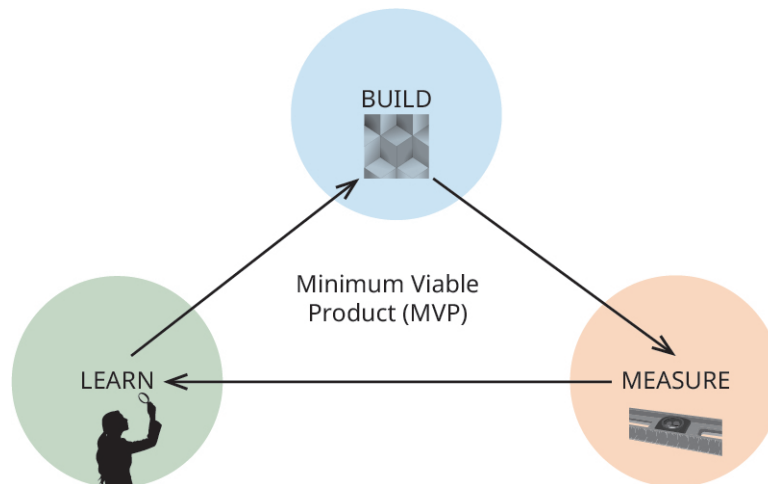 BUILD
Minimum Viable
Product (MVP)
LEARN
MEASURE